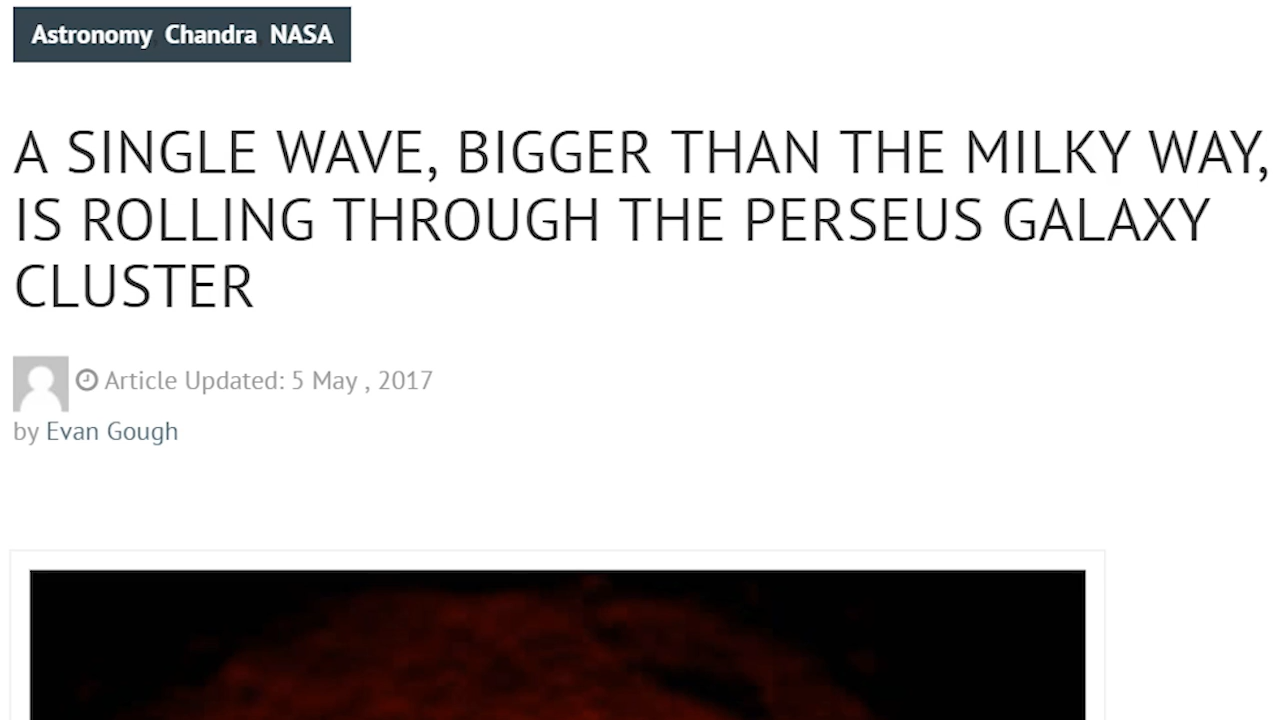 Astronomy, Chandra, NASA
A SINGLE WAVE, BIGGER THAN THE MILKY WAY,
IS ROLLING THROUGH THE PERSEUS GALAXY
CLUSTER
Article Updated: 5 May , 2017
by Evan Gough